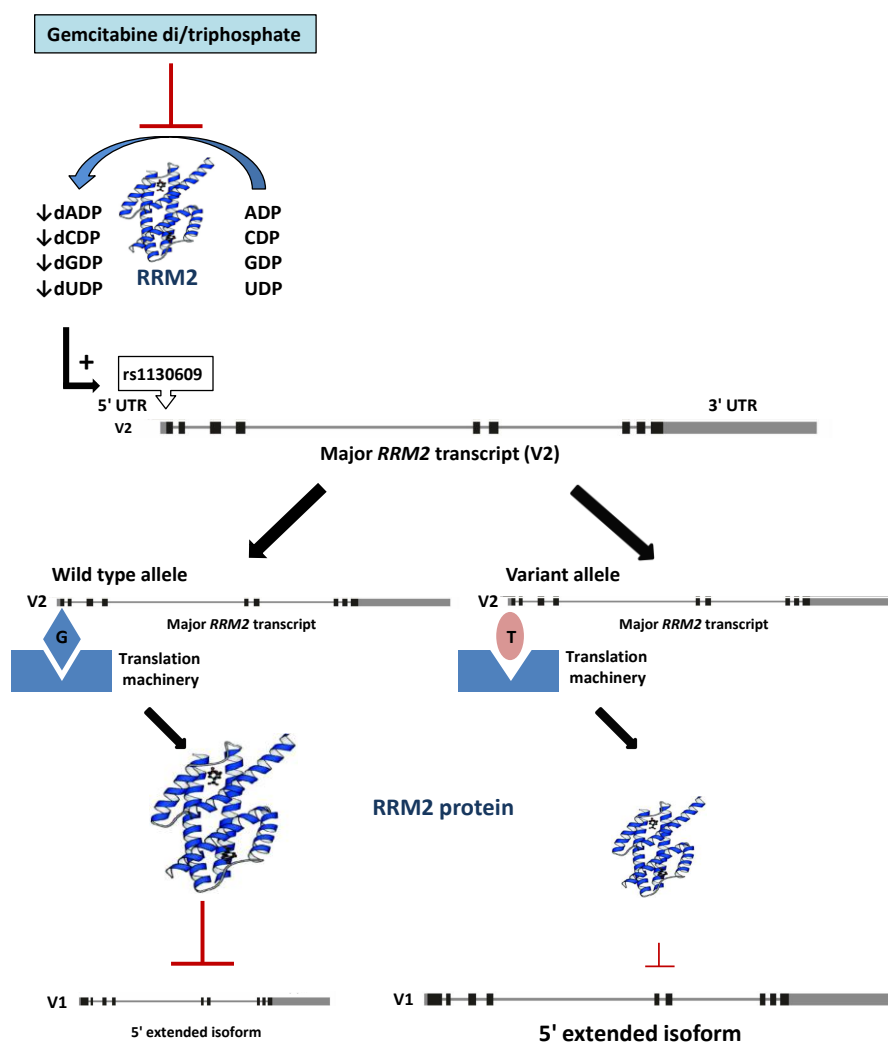 Gemcitabine di/triphosphate
↓dADP
↓dCDP
↓dGDP
↓dUDP
RRM2
ADP
CDP
GDP
UDP
+
rs1130609
5' UTR
3' UTR
V2
Major RRM2 transcript (V2)
Wild type allele
V2
Major RRM2 transcript
G
Translation
machinery
Variant allele
V2
Major RRM2 transcript
T
Translation
machinery
RRM2 protein
V1
5' extended isoform
V1
5' extended isoform